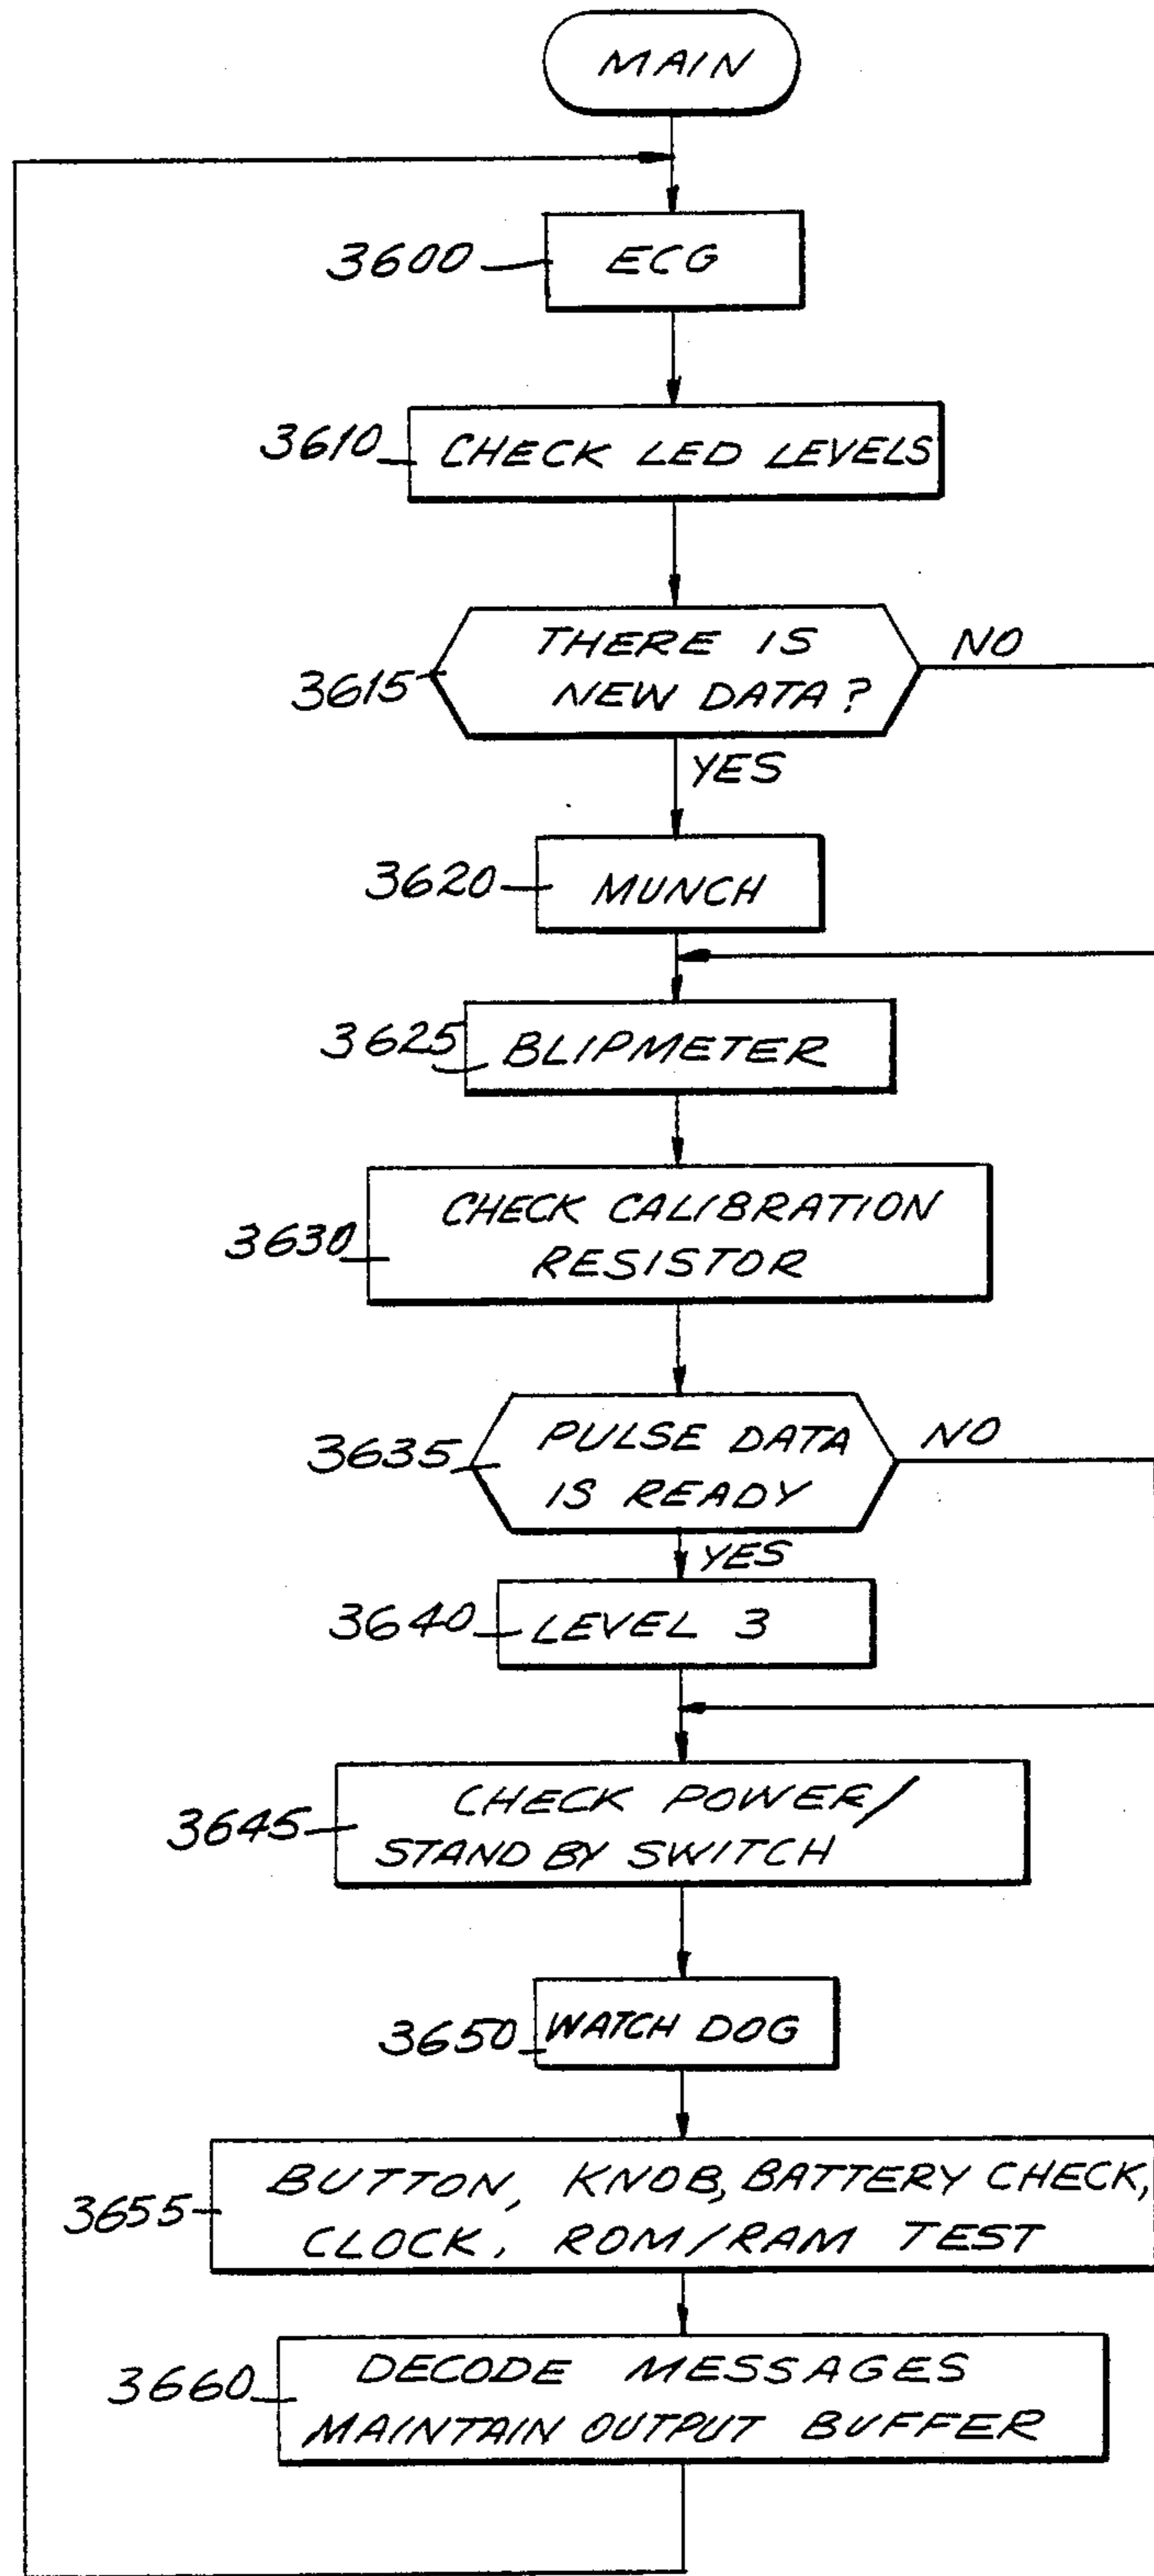 MAIN
3600
ECG
3610
CHECK LED LEVELS
THERE IS
NO
3615
NEW DATA?
YES
3620
MUNCH
3625
BLIPMETER
CHECK CALIBRATION
3630
RESISTOR
3635
PULSE DATA
NO
IS READY
YES
3640
LEVEL 3
CHECK POWER/
3645
STAND BY SWITCH
3650
WATCH DOG
BUTTON, KNOB, BATTERY CHECK,
3655
CLOCK, ROM/RAM TEST
DECODE MESSAGES
3660
MAINTAIN OUTPUT BUFFER